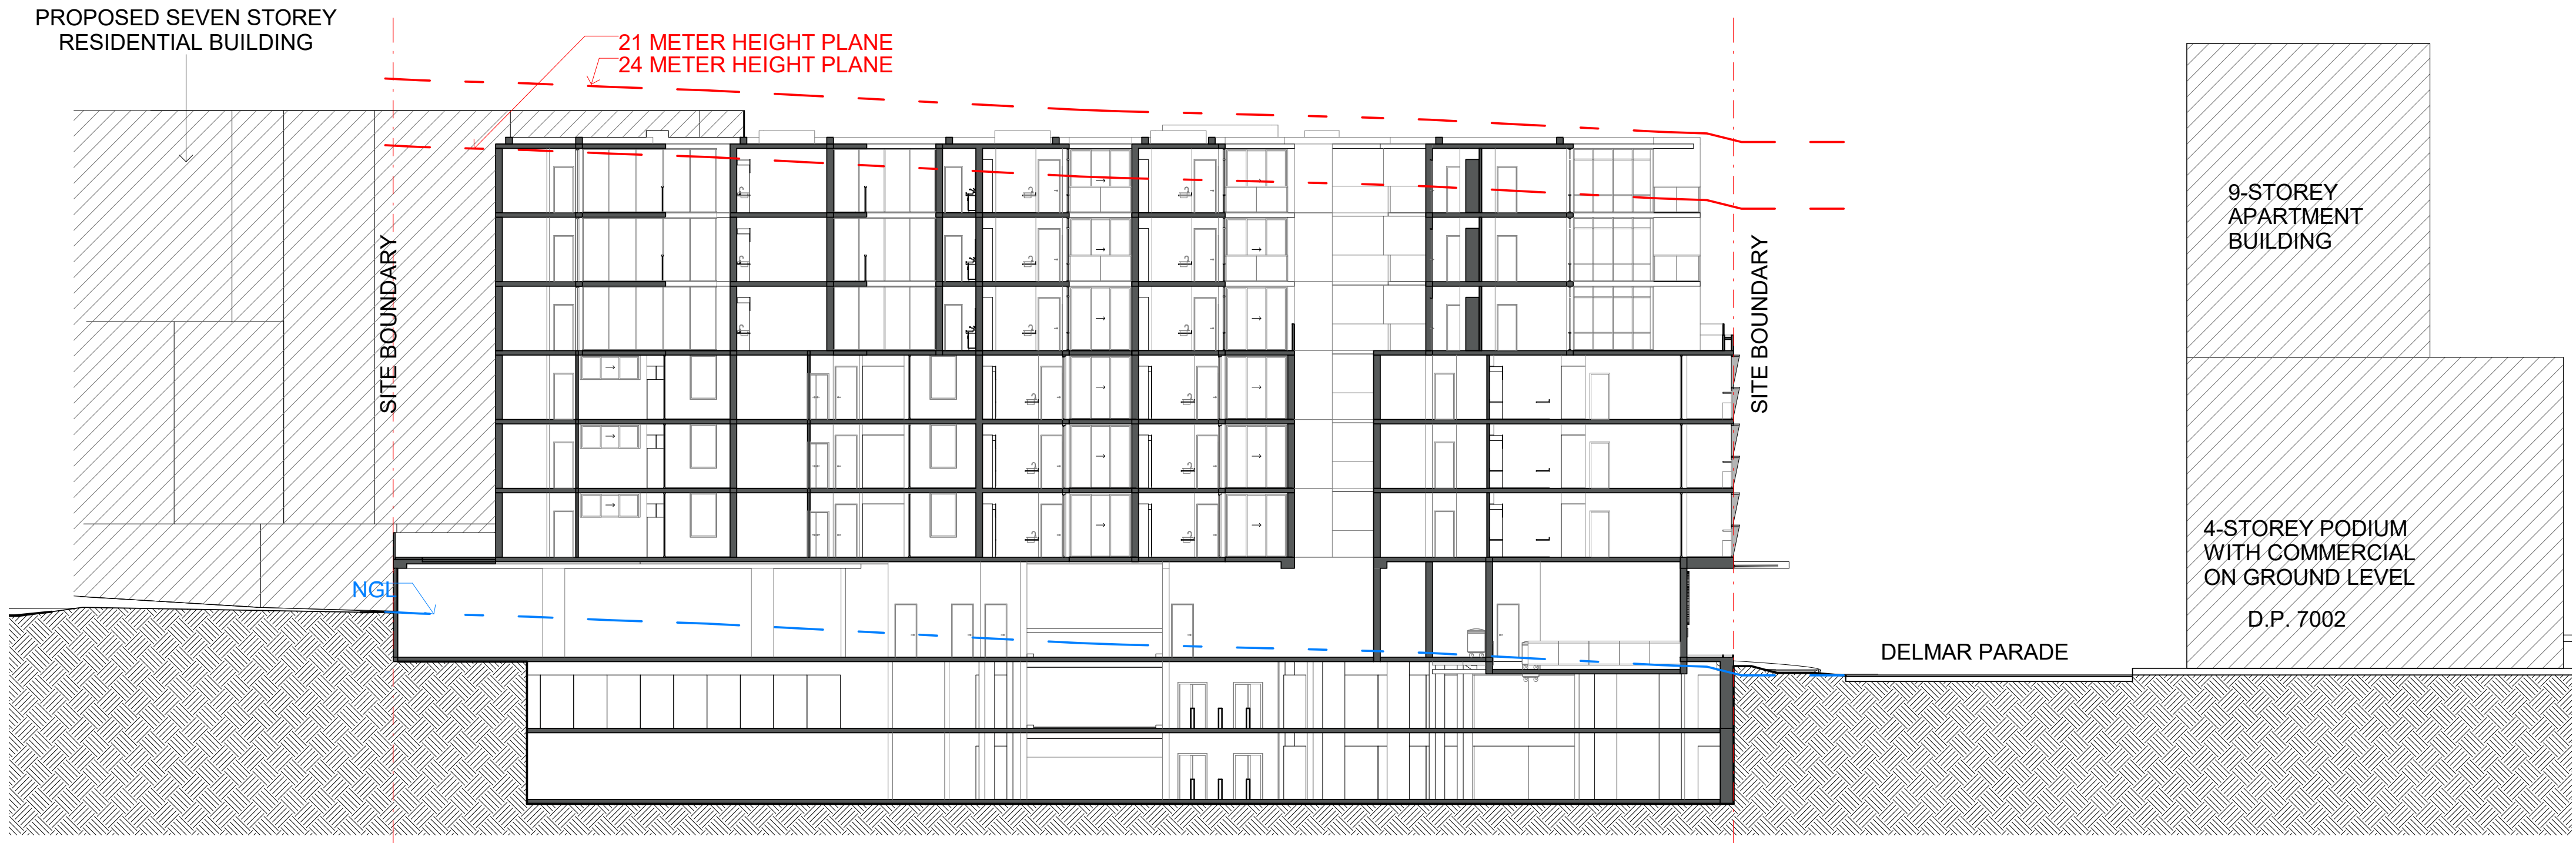 PROPOSED SEVEN STOREY
RESIDENTIAL BUILDING
21 METER HEIGHT PLANE
24 METER HEIGHT PLANE
SITE BOUNDARY
SITE BOUNDARY
9-STOREY
APARTMENT
BUILDING
4-STOREY PODIUM
WITH COMMERCIAL
ON GROUND LEVEL
D.P. 7002
NGL
DELMAR PARADE